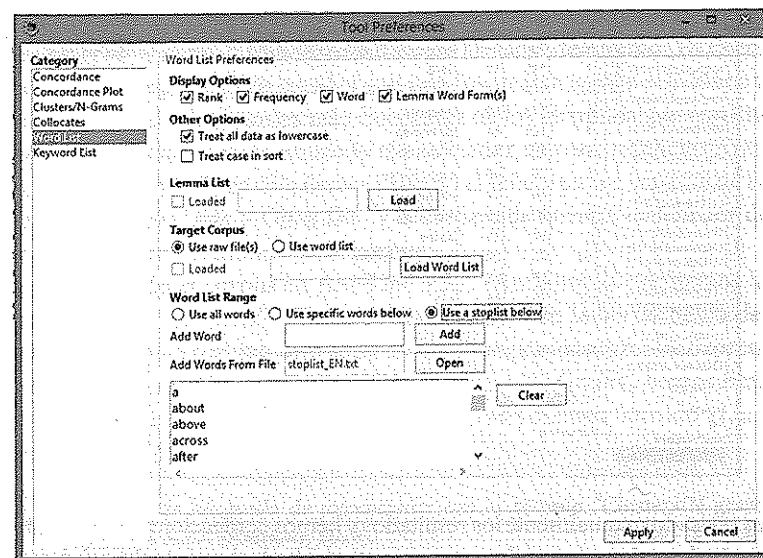 Tool Preferences
Category
Concordance
Concordance Plot
Clusters/N-Grams
Collocates
Word List
Keyword List
Word List Preferences
Display Options
Rank Frequency Word Lemma Word Form(s)
Other Options
Treat all data as lowercase
Treat case in sort
Lemma List
Loaded Load
Target Corpus
Use raw file(s) Use word list
Loaded Load Word List
Word List Range
Use all words Use specific words below Use a stoplist below
Add Word Add
Add Words From File stoplist_EN.txt Open
a
about
above
across
after
Clear
Apply Cancel